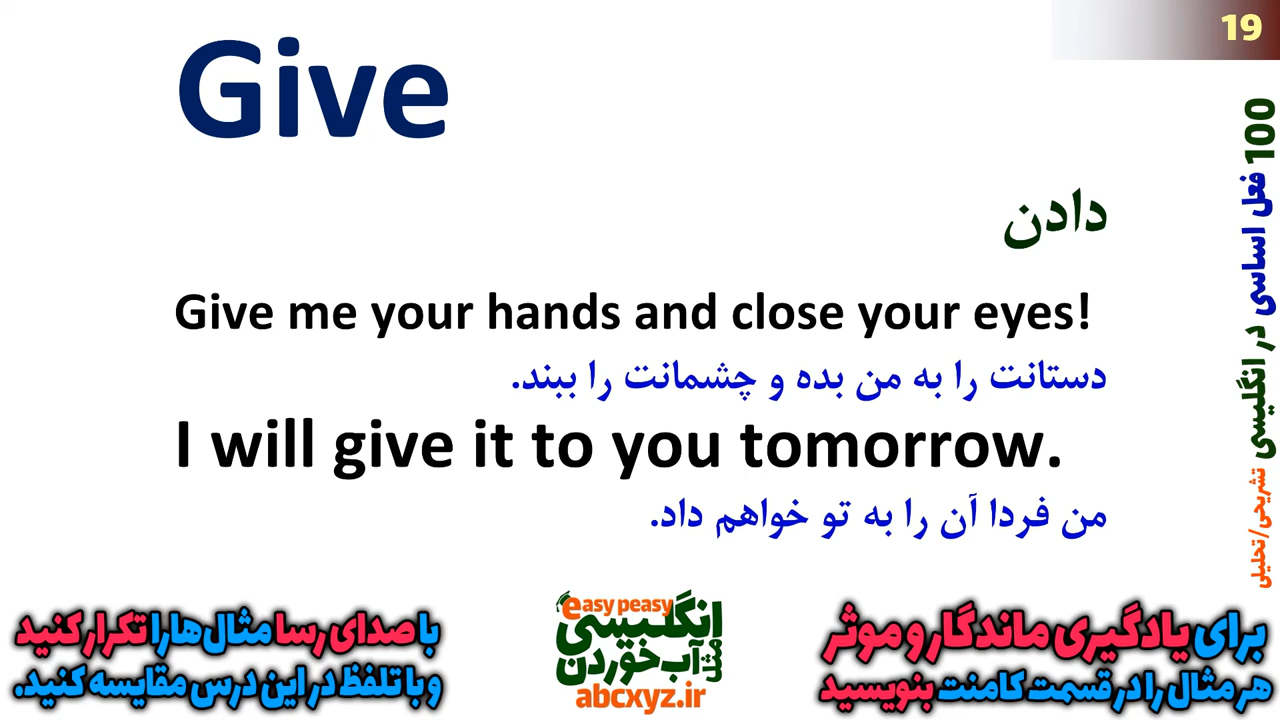 19
Give
دادن
Give me your hands and close your eyes!
دستانت را به من بده و چشمانت را ببند.
I will give it to you tomorrow.
من فردا آن را به تو خواهم داد.
100 فعل اساسی در انگلیسی تشریحی/تحلیلی
برای یادگیری ماندگار و موثر
هر مثال را در قسمت کامنت بنویسید
easy peasy
انگلیسی
مثل آب خوردن
abcxyz.ir
با صدای رسا مثال‌ها را تکرار کنید
و با تلفظ در این درس مقایسه کنید.